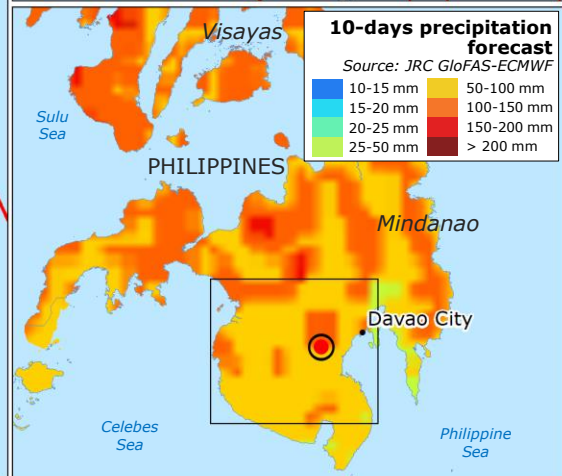 Visayas
10-days precipitation
forecast
Source: JRC GloFAS-ECMWF
10-15 mm
50-100 mm
15-20 mm
100-150 mm
20-25 mm
150-200 mm
25-50 mm
> 200 mm
Sulu
Sea
PHILIPPINES
Mindanao
Davao City
Celebes
Sea
Philippine
Sea